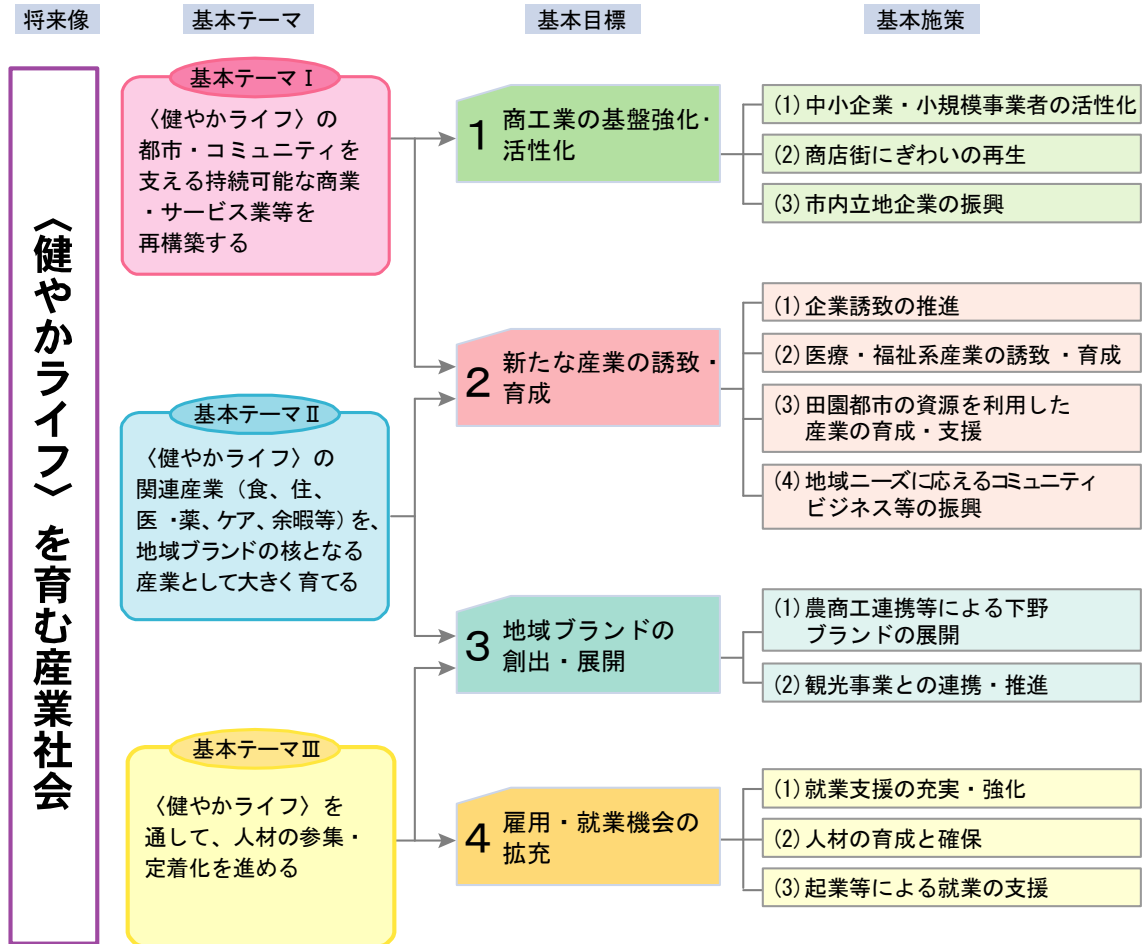 将来像
基本テーマ
基本目標
基本施策
〈健やかライフ〉を育む産業社会
基本テーマⅠ
〈健やかライフ〉の
都市・コミュニティを
支える持続可能な商業
・サービス業等を
再構築する
基本テーマⅡ
〈健やかライフ〉の
関連産業（食、住、
医・薬、ケア、余暇等）を、
地域ブランドの核となる
産業として大きく育てる
基本テーマⅢ
〈健やかライフ〉を
通して、人材の参集・
定着化を進める
1 商工業の基盤強化・
活性化
(1)中小企業・小規模事業者の活性化
(2)商店街にぎわいの再生
(3)市内立地企業の振興
2 新たな産業の誘致・
育成
(1)企業誘致の推進
(2)医療・福祉系産業の誘致・育成
(3)田園都市の資源を利用した
産業の育成・支援
(4)地域ニーズに応えるコミュニティ
ビジネス等の振興
3 地域ブランドの
創出・展開
(1)農商工連携等による下野
ブランドの展開
(2)観光事業との連携・推進
4 雇用・就業機会の
拡充
(1)就業支援の充実・強化
(2)人材の育成と確保
(3)起業等による就業の支援